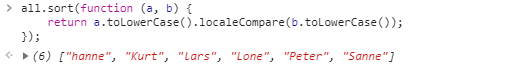 > all.sort(function (a, b) {
return a.toLowerCase().localeCompare(b.toLowerCase());
});
(6) ["hanne", "Kurt", "lars", "Lone", "Peter", "Sanne"]